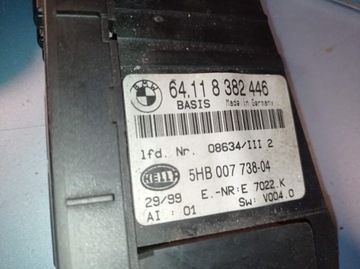 BMW
64.11 8 382 446
BASIS Made in Germany
lfd. Nr. 08634/III 2
HELLA 5HB 007 738-04
29/99 E.-NR:E 7022.K
AI : 01 SW: V004.0